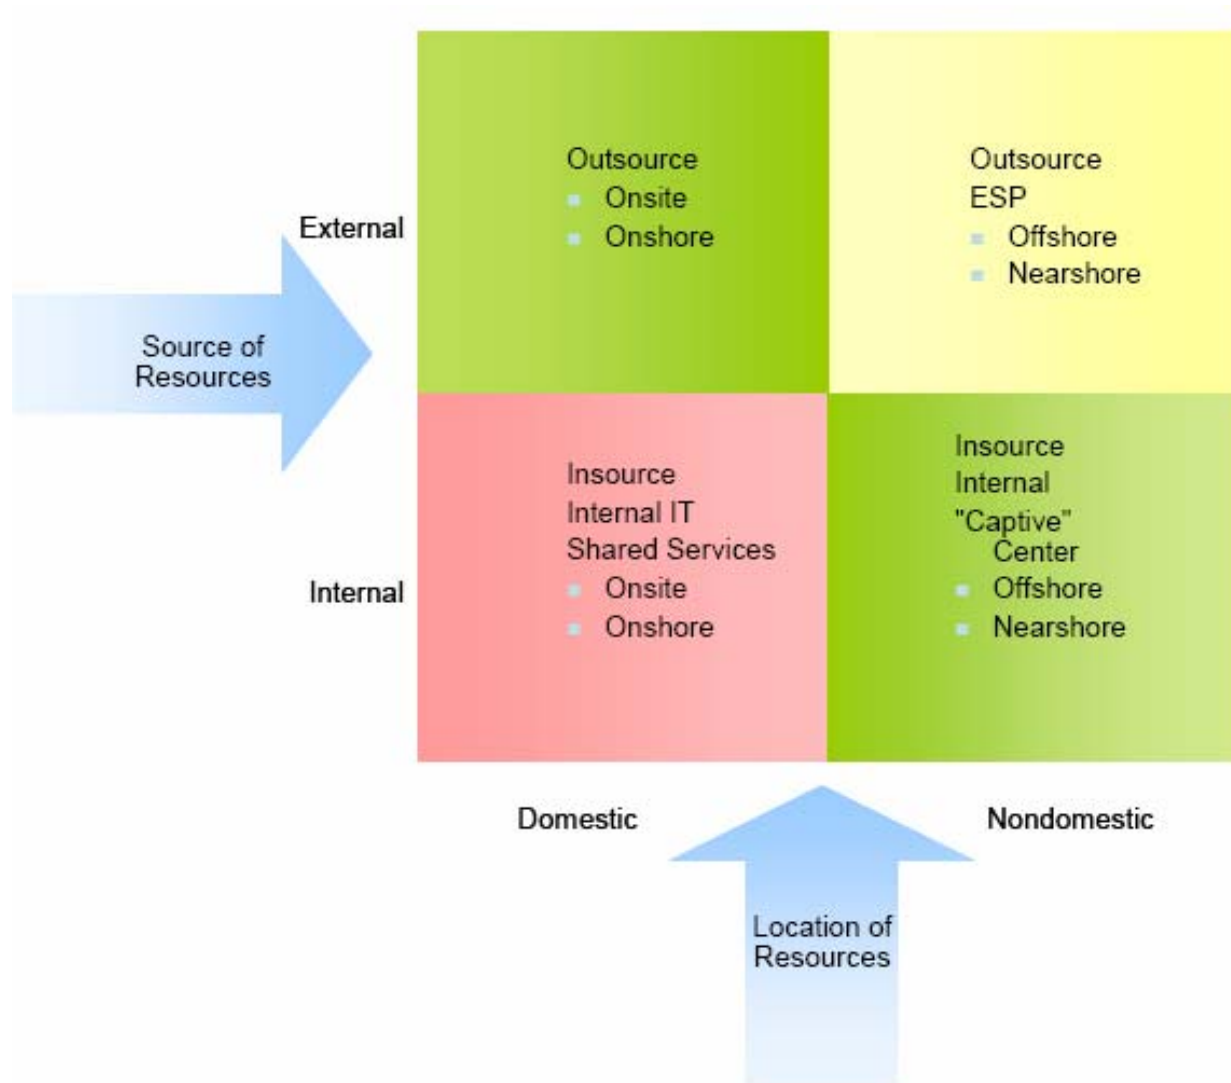 External
Source of
Resources
Internal
Outsource
Onsite
Onshore
Outsource
ESP
Offshore
Nearshore
Insource
Internal IT
Shared Services
Onsite
Onshore
Insource
Internal
"Captive"
Center
Offshore
Nearshore
Domestic
Nondomestic
Location of
Resources